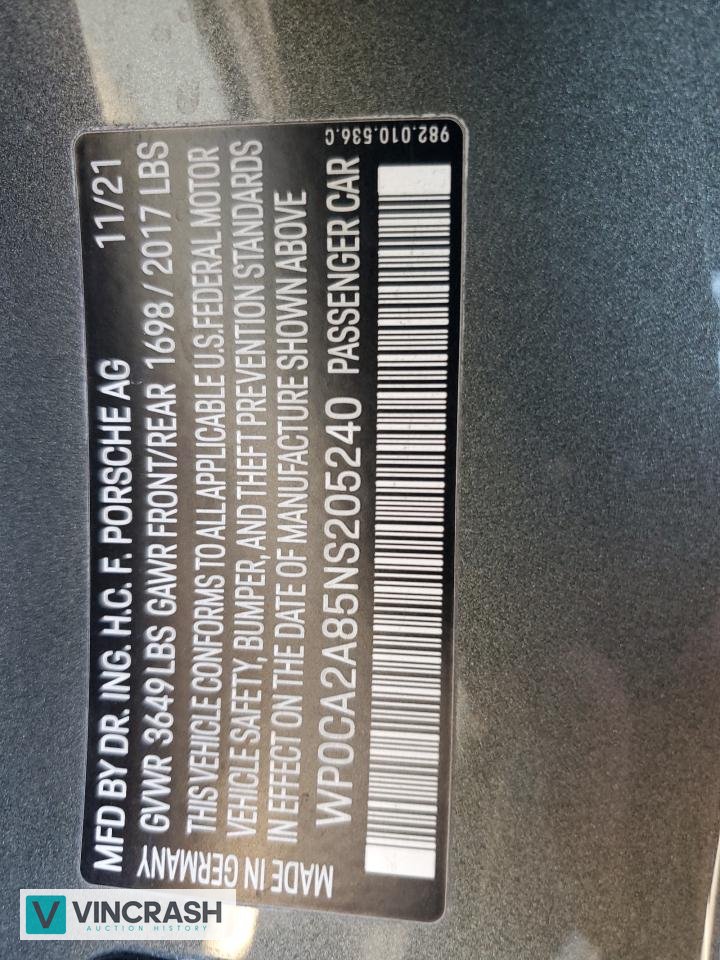 MFD BY DR. ING. H.C. F. PORSCHE AG 11/21
GVWR 3649 LBS GAWR FRONT/REAR 1698 / 2017 LBS
THIS VEHICLE CONFORMS TO ALL APPLICABLE U.S. FEDERAL MOTOR
VEHICLE SAFETY, BUMPER, AND THEFT PREVENTION STANDARDS
IN EFFECT ON THE DATE OF MANUFACTURE SHOWN ABOVE
WP0CA2A85NS205240 PASSENGER CAR
MADE IN GERMANY
982.010.536.C
V VINCRASH
AUCTION HISTORY